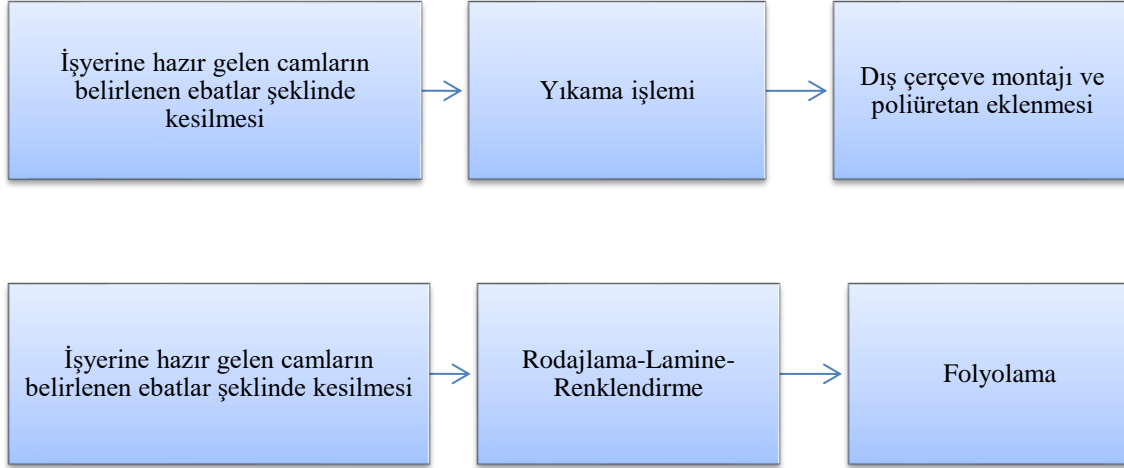 İşyerine hazır gelen camların
belirlenen ebatlar şeklinde
kesilmesi
Yıkama işlemi
Dış çerçeve montajı ve
poliüretan eklenmesi
İşyerine hazır gelen camların
belirlenen ebatlar şeklinde kesilmesi
Rodajlama-Lamine-
Renklendirme
Folyolama